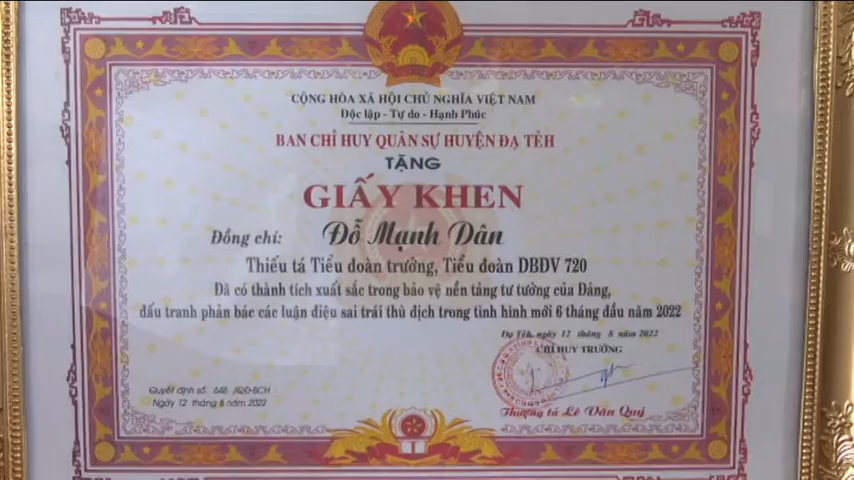 CỘNG HÒA XÃ HỘI CHỦ NGHĨA VIỆT NAM
Độc lập - Tự do - Hạnh Phúc
BAN CHỈ HUY QUÂN SỰ HUYỆN ĐẠ TẺH
TẶNG
GIẤY KHEN
Đồng chí: Đỗ Mạnh Dân
Thiếu tá Tiểu đoàn trưởng, Tiểu đoàn DBĐV 720
Đã có thành tích xuất sắc trong bảo vệ nền tảng tư tưởng của Đảng,
đấu tranh phản bác các luận điệu sai trái thù địch trong tình hình mới 6 tháng đầu năm 2022
Đạ Tẻh, ngày 12 tháng 8 năm 2022
CHỈ HUY TRƯỞNG
Quyết định số: 646 /QĐ-BCH
Ngày 12 tháng 8 năm 2022
Thượng tá Lê Văn Quý